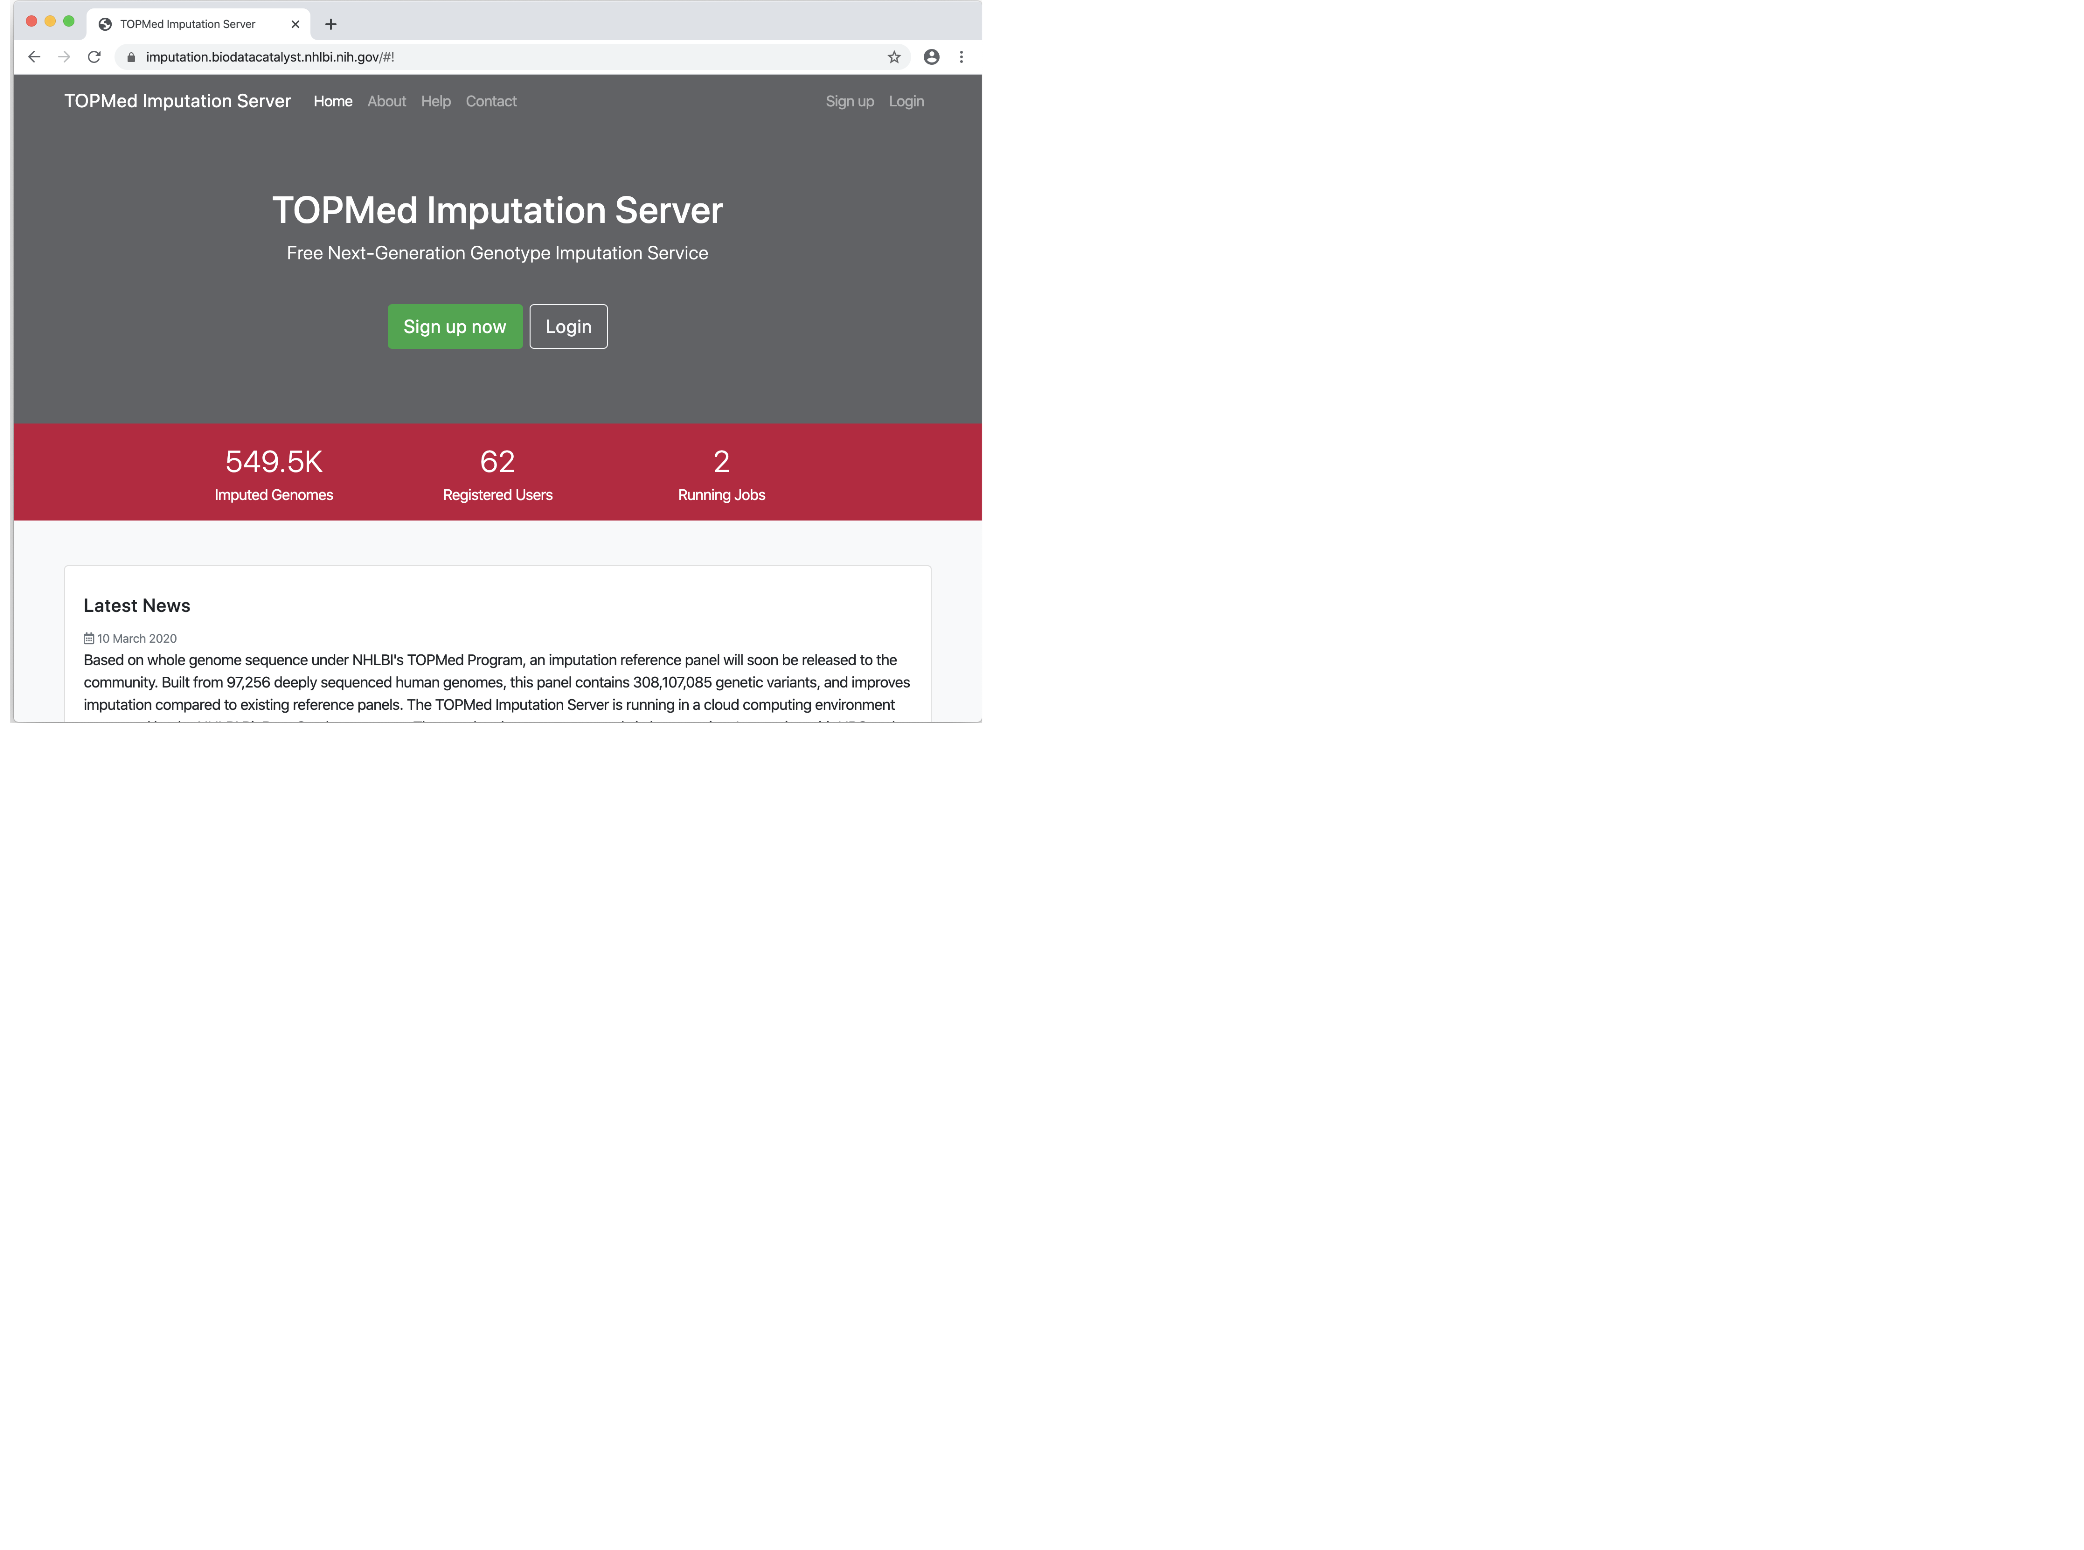 TOPMed Imputation Server
imputation.biodatacatalyst.nhlbi.nih.gov/#!
TOPMed Imputation Server Home About Help Contact Sign up Login
TOPMed Imputation Server
Free Next-Generation Genotype Imputation Service
Sign up now Login
549.5K 62 2
Imputed Genomes Registered Users Running Jobs
Latest News
10 March 2020
Based on whole genome sequence under NHLBI's TOPMed Program, an imputation reference panel will soon be released to the
community. Built from 97,256 deeply sequenced human genomes, this panel contains 308,107,085 genetic variants, and improves
imputation compared to existing reference panels. The TOPMed Imputation Server is running in a cloud computing environment